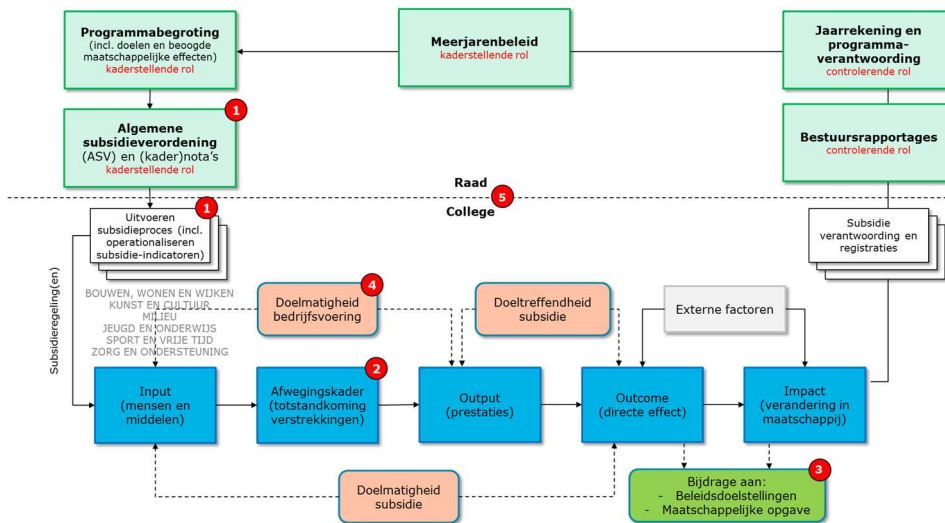 Programmabegroting
(incl. doelen en beoogde
maatschappelijke effecten)
kaderstellende rol
Meerjarenbeleid
kaderstellende rol
Jaarrekening en
programma-
verantwoording
controlerende rol
1
Algemene
subsidieverordening
(ASV) en (kader)nota's
kaderstellende rol
Bestuursrapportages
controlerende rol
Raad
5
College
1
Uitvoeren
subsidieproces (incl.
operationaliseren
subsidie-indicatoren)
Subsidie
verantwoording en
registraties
Subsidieregeling(en)
BOUWEN, WONEN EN WIJKEN
KUNST EN CULTUUR
MILIEU
JEUGD EN ONDERWIJS
SPORT EN VRIJE TIJD
ZORG EN ONDERSTEUNING
4
Doelmatigheid
bedrijfsvoering
Doeltreffendheid
subsidie
Externe factoren
Input
(mensen en
middelen)
2
Afwegingskader
(totstandkoming
verstrekkingen)
Output
(prestaties)
Outcome
(directe effect)
Impact
(verandering in
maatschappij)
Doelmatigheid
subsidie
3
Bijdrage aan:
- Beleidsdoelstellingen
- Maatschappelijke opgave